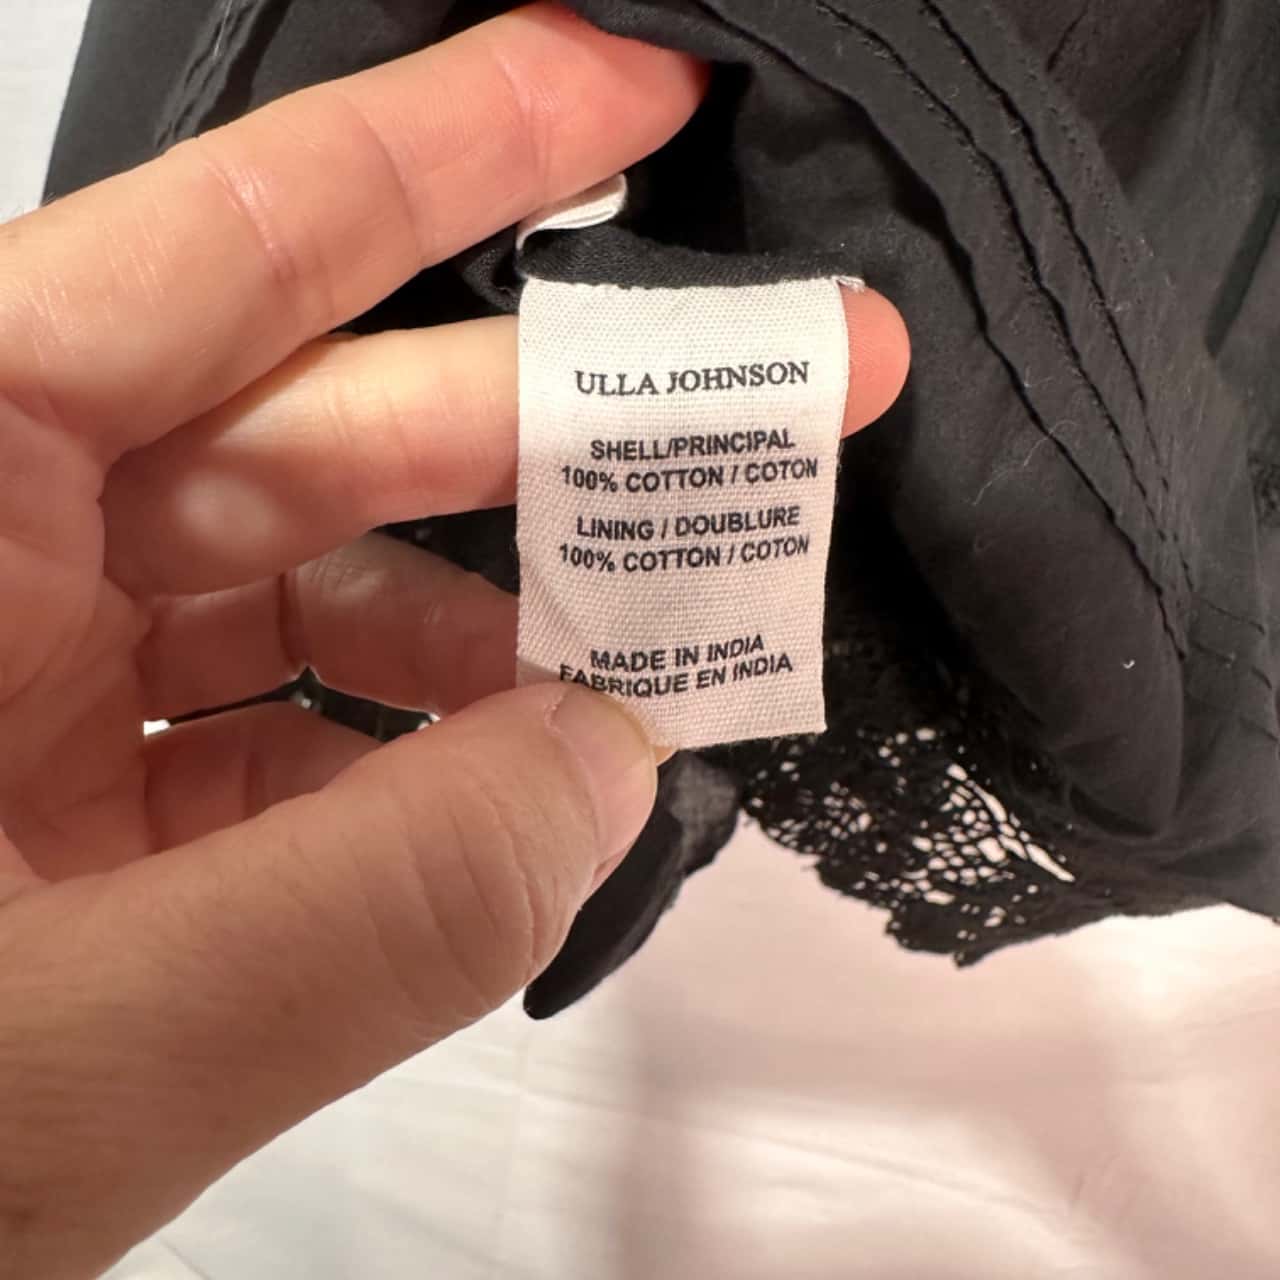 ULLA JOHNSON
SHELL/PRINCIPAL
100% COTTON / COTON
LINING / DOUBLURE
100% COTTON / COTON
MADE IN INDIA
FABRIQUE EN INDIA